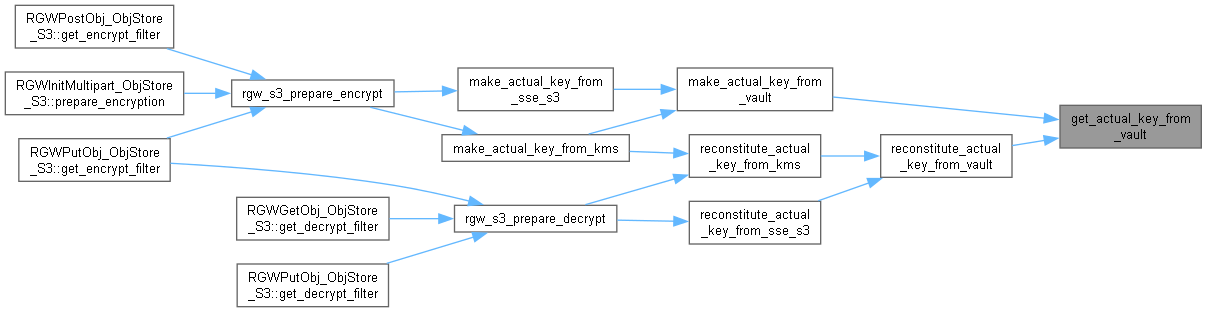 RGWPostObj_ObjStore
_S3::get_encrypt_filter
RGWInitMultipart_ObjStore
_S3::prepare_encryption
RGWPutObj_ObjStore
_S3::get_encrypt_filter
rgw_s3_prepare_encrypt
make_actual_key_from
_sse_s3
make_actual_key_from
_vault
make_actual_key_from_kms
reconstitute_actual
_key_from_kms
reconstitute_actual
_key_from_vault
get_actual_key_from
_vault
RGWGetObj_ObjStore
_S3::get_decrypt_filter
rgw_s3_prepare_decrypt
reconstitute_actual
_key_from_sse_s3
RGWPutObj_ObjStore
_S3::get_decrypt_filter